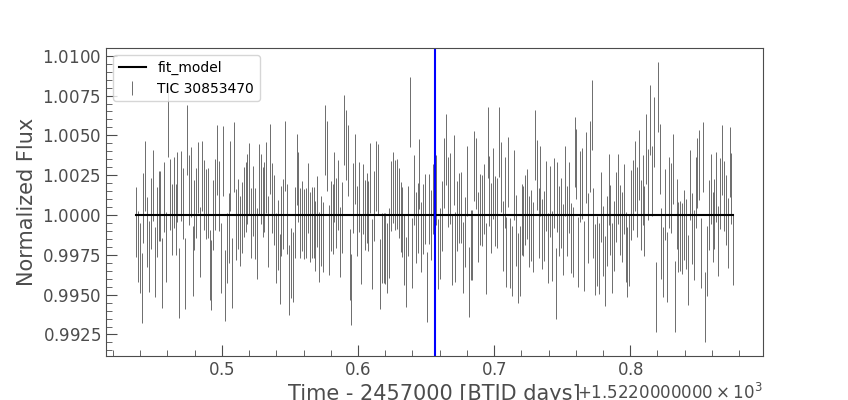 1.0100
1.0075
1.0050
1.0025
1.0000
0.9975
0.9950
0.9925
Normalized Flux
fit_model
TIC 30853470
0.5
0.6
0.7
0.8
Time - 2457000 [BTJD days]
+1.5220000000 × 10³